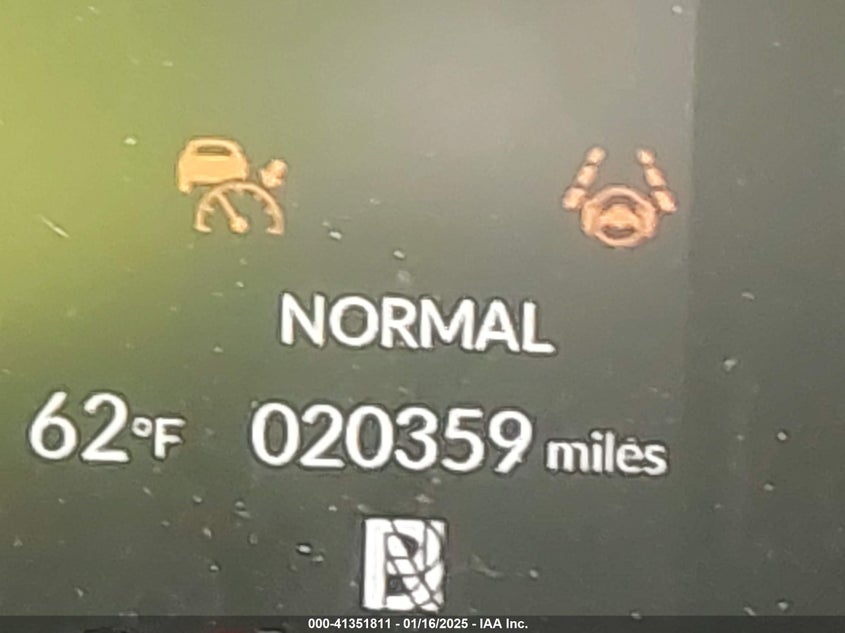 NORMAL
62°F 020359 miles
000-41351811 - 01/16/2025 - IAA Inc.